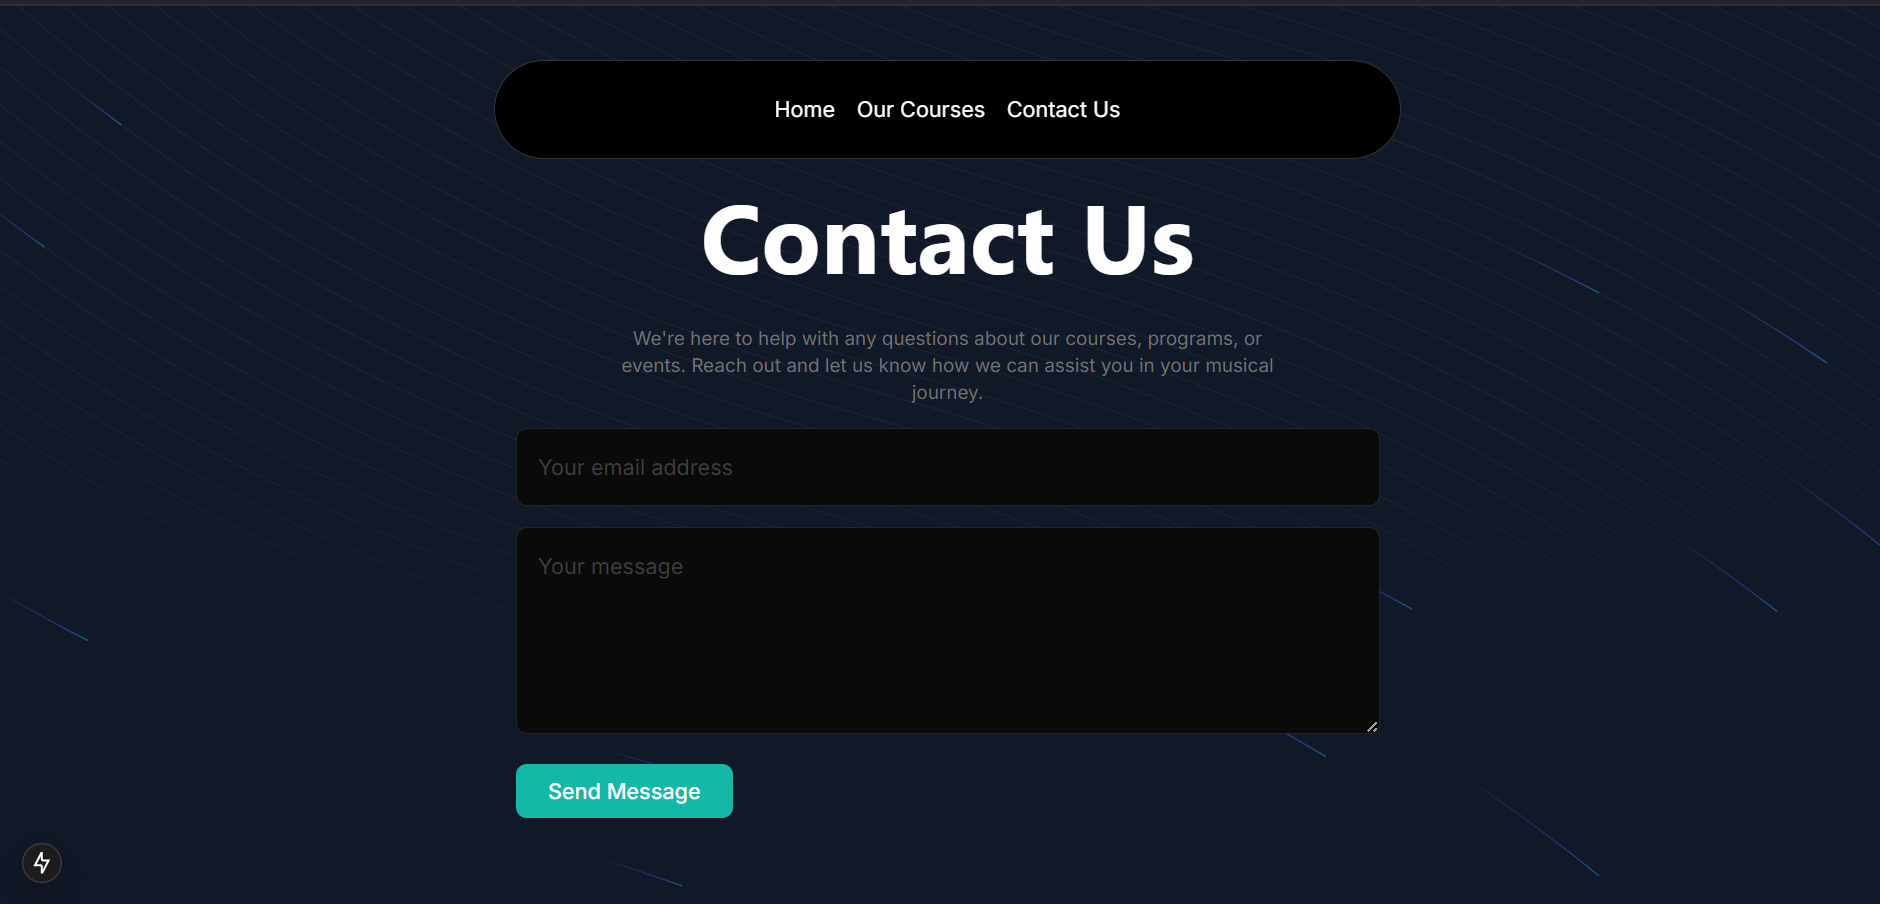 Home Our Courses Contact Us
Contact Us
We're here to help with any questions about our courses, programs, or
events. Reach out and let us know how we can assist you in your musical
journey.
Your email address
Your message
Send Message